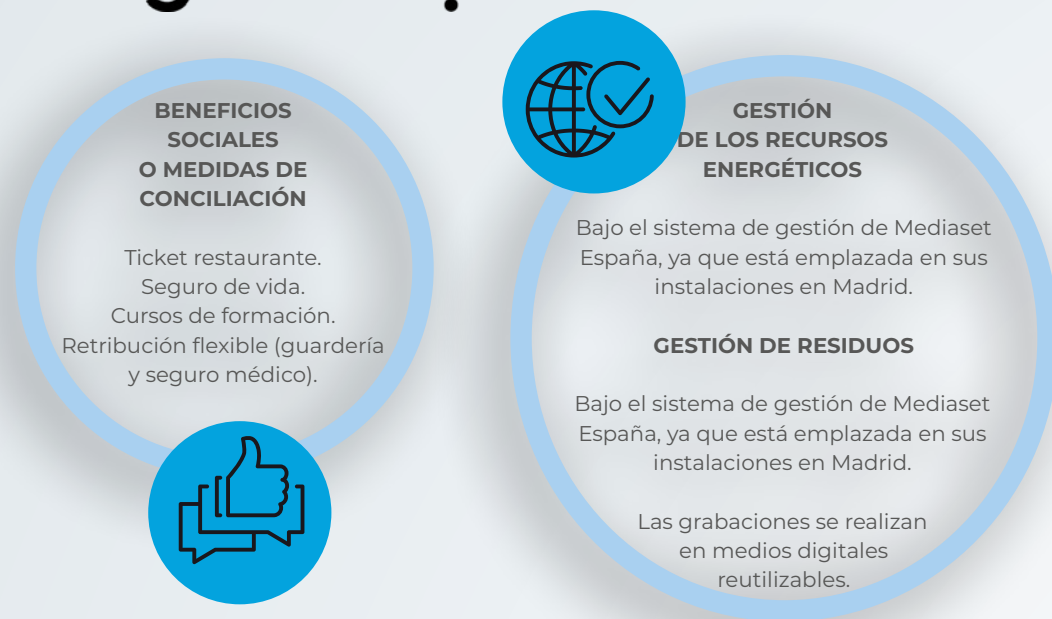 BENEFICIOS
SOCIALES
O MEDIDAS DE
CONCILIACIÓN
Ticket restaurante.
Seguro de vida.
Cursos de formación.
Retribución flexible (guardería
y seguro médico).
GESTIÓN
DE LOS RECURSOS
ENERGÉTICOS
Bajo el sistema de gestión de Mediaset
España, ya que está emplazada en sus
instalaciones en Madrid.
GESTIÓN DE RESIDUOS
Bajo el sistema de gestión de Mediaset
España, ya que está emplazada en sus
instalaciones en Madrid.
Las grabaciones se realizan
en medios digitales
reutilizables.